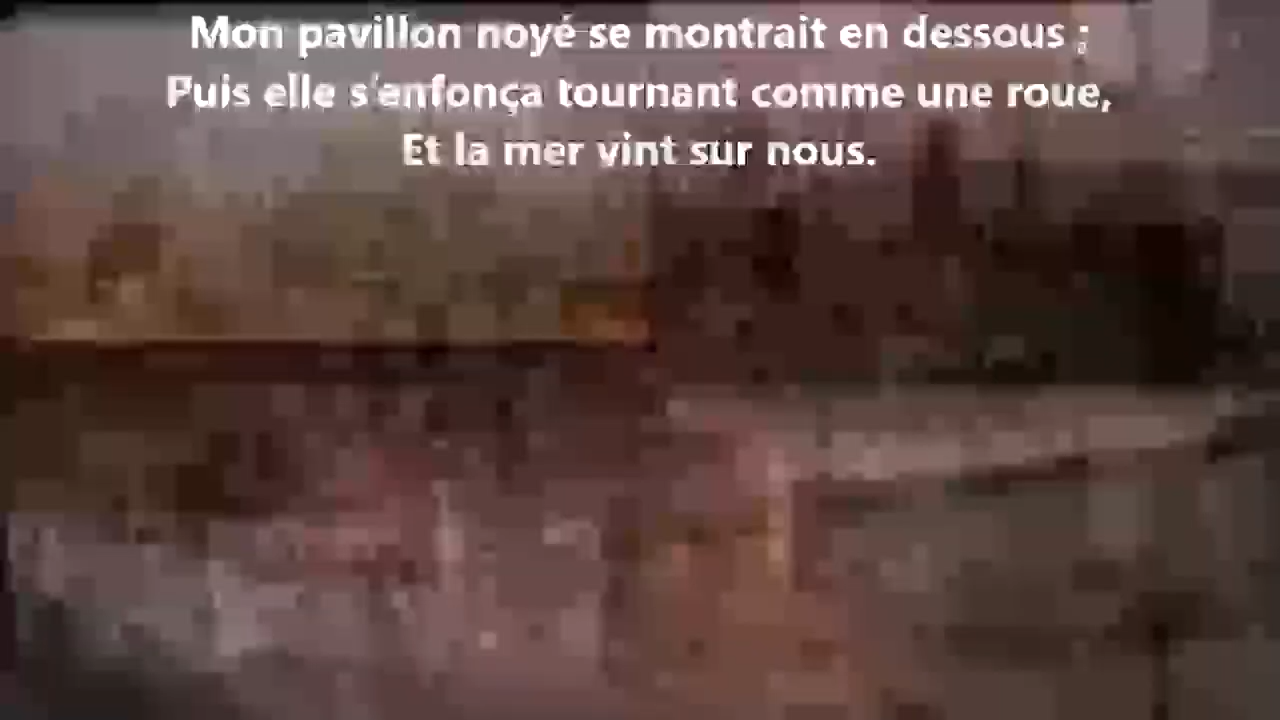 Mon pavillon noyé se montrait en dessous ;
Puis elle s'enfonça tournant comme une roue,
Et la mer vint sur nous.